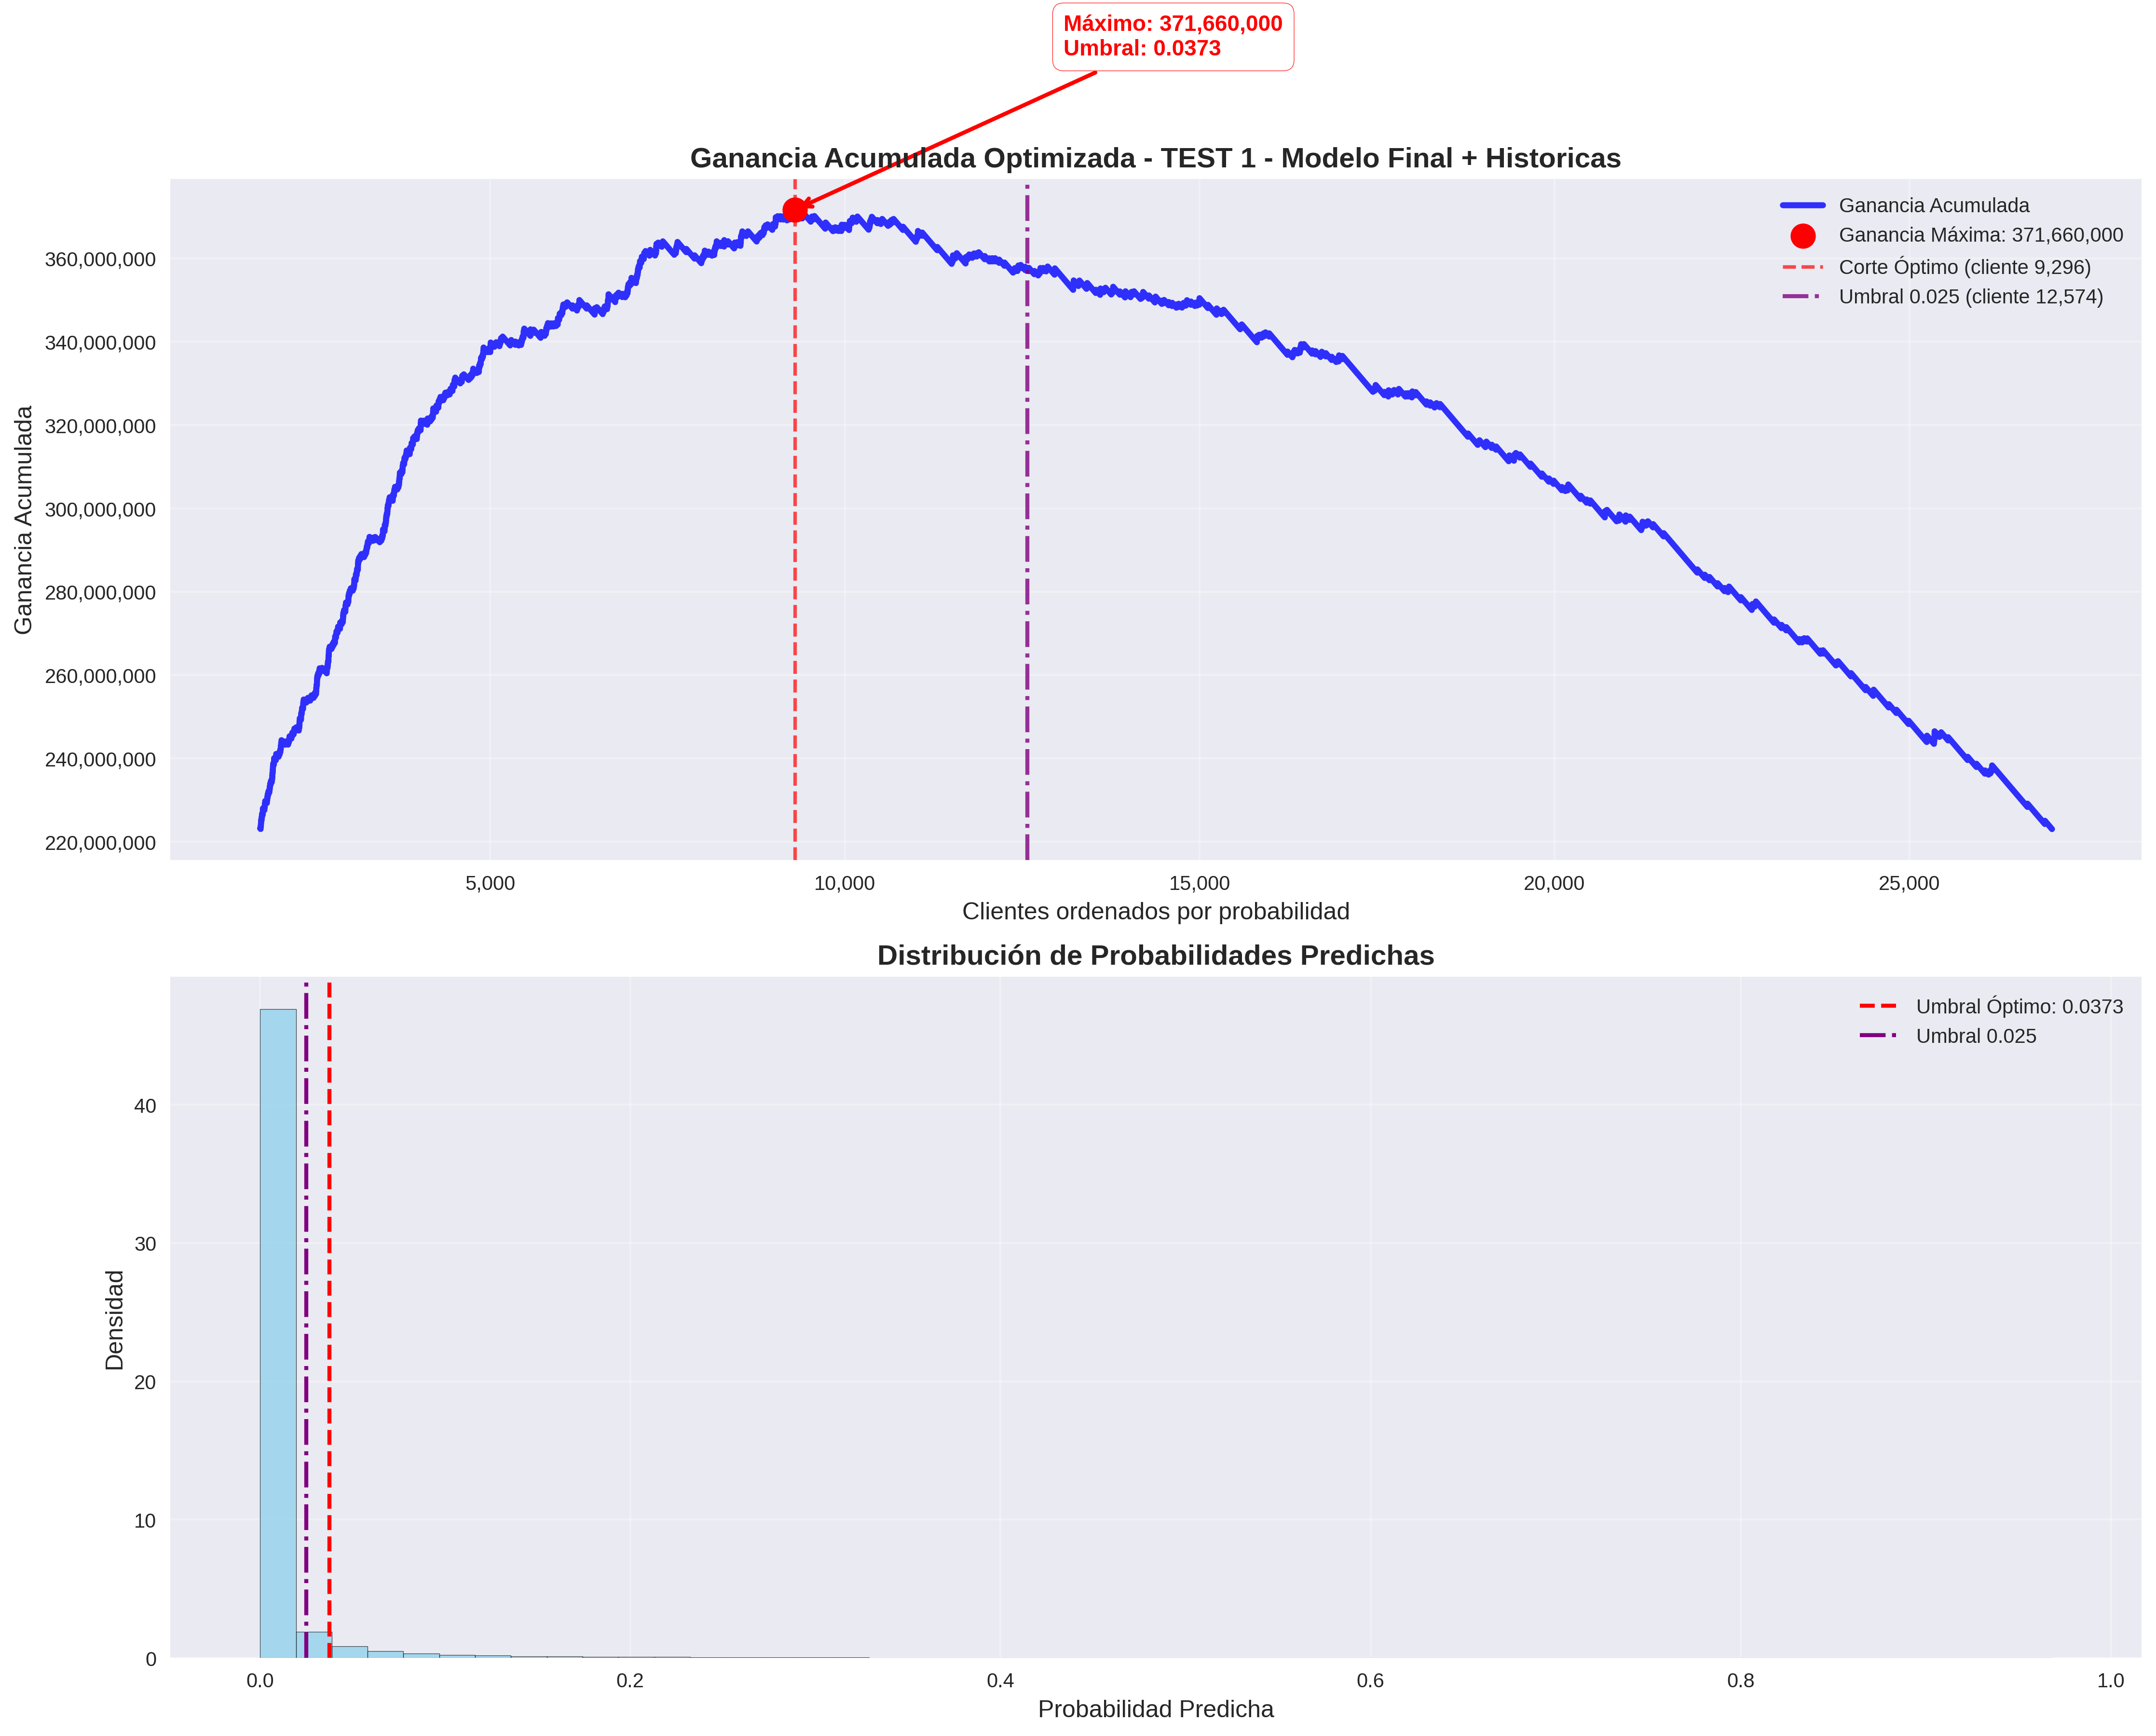 Máximo: 371,660,000
Umbral: 0.0373
Ganancia Acumulada Optimizada - TEST 1 - Modelo Final + Historicas
Ganancia Acumulada
Ganancia Máxima: 371,660,000
Corte Óptimo (cliente 9,296)
Umbral 0.025 (cliente 12,574)
Ganancia Acumulada
360,000,000
340,000,000
320,000,000
300,000,000
280,000,000
260,000,000
240,000,000
220,000,000
5,000
10,000
15,000
20,000
25,000
Clientes ordenados por probabilidad
Distribución de Probabilidades Predichas
Umbral Óptimo: 0.0373
Umbral 0.025
Densidad
40
30
20
10
0
0.0
0.2
0.4
0.6
0.8
1.0
Probabilidad Predicha